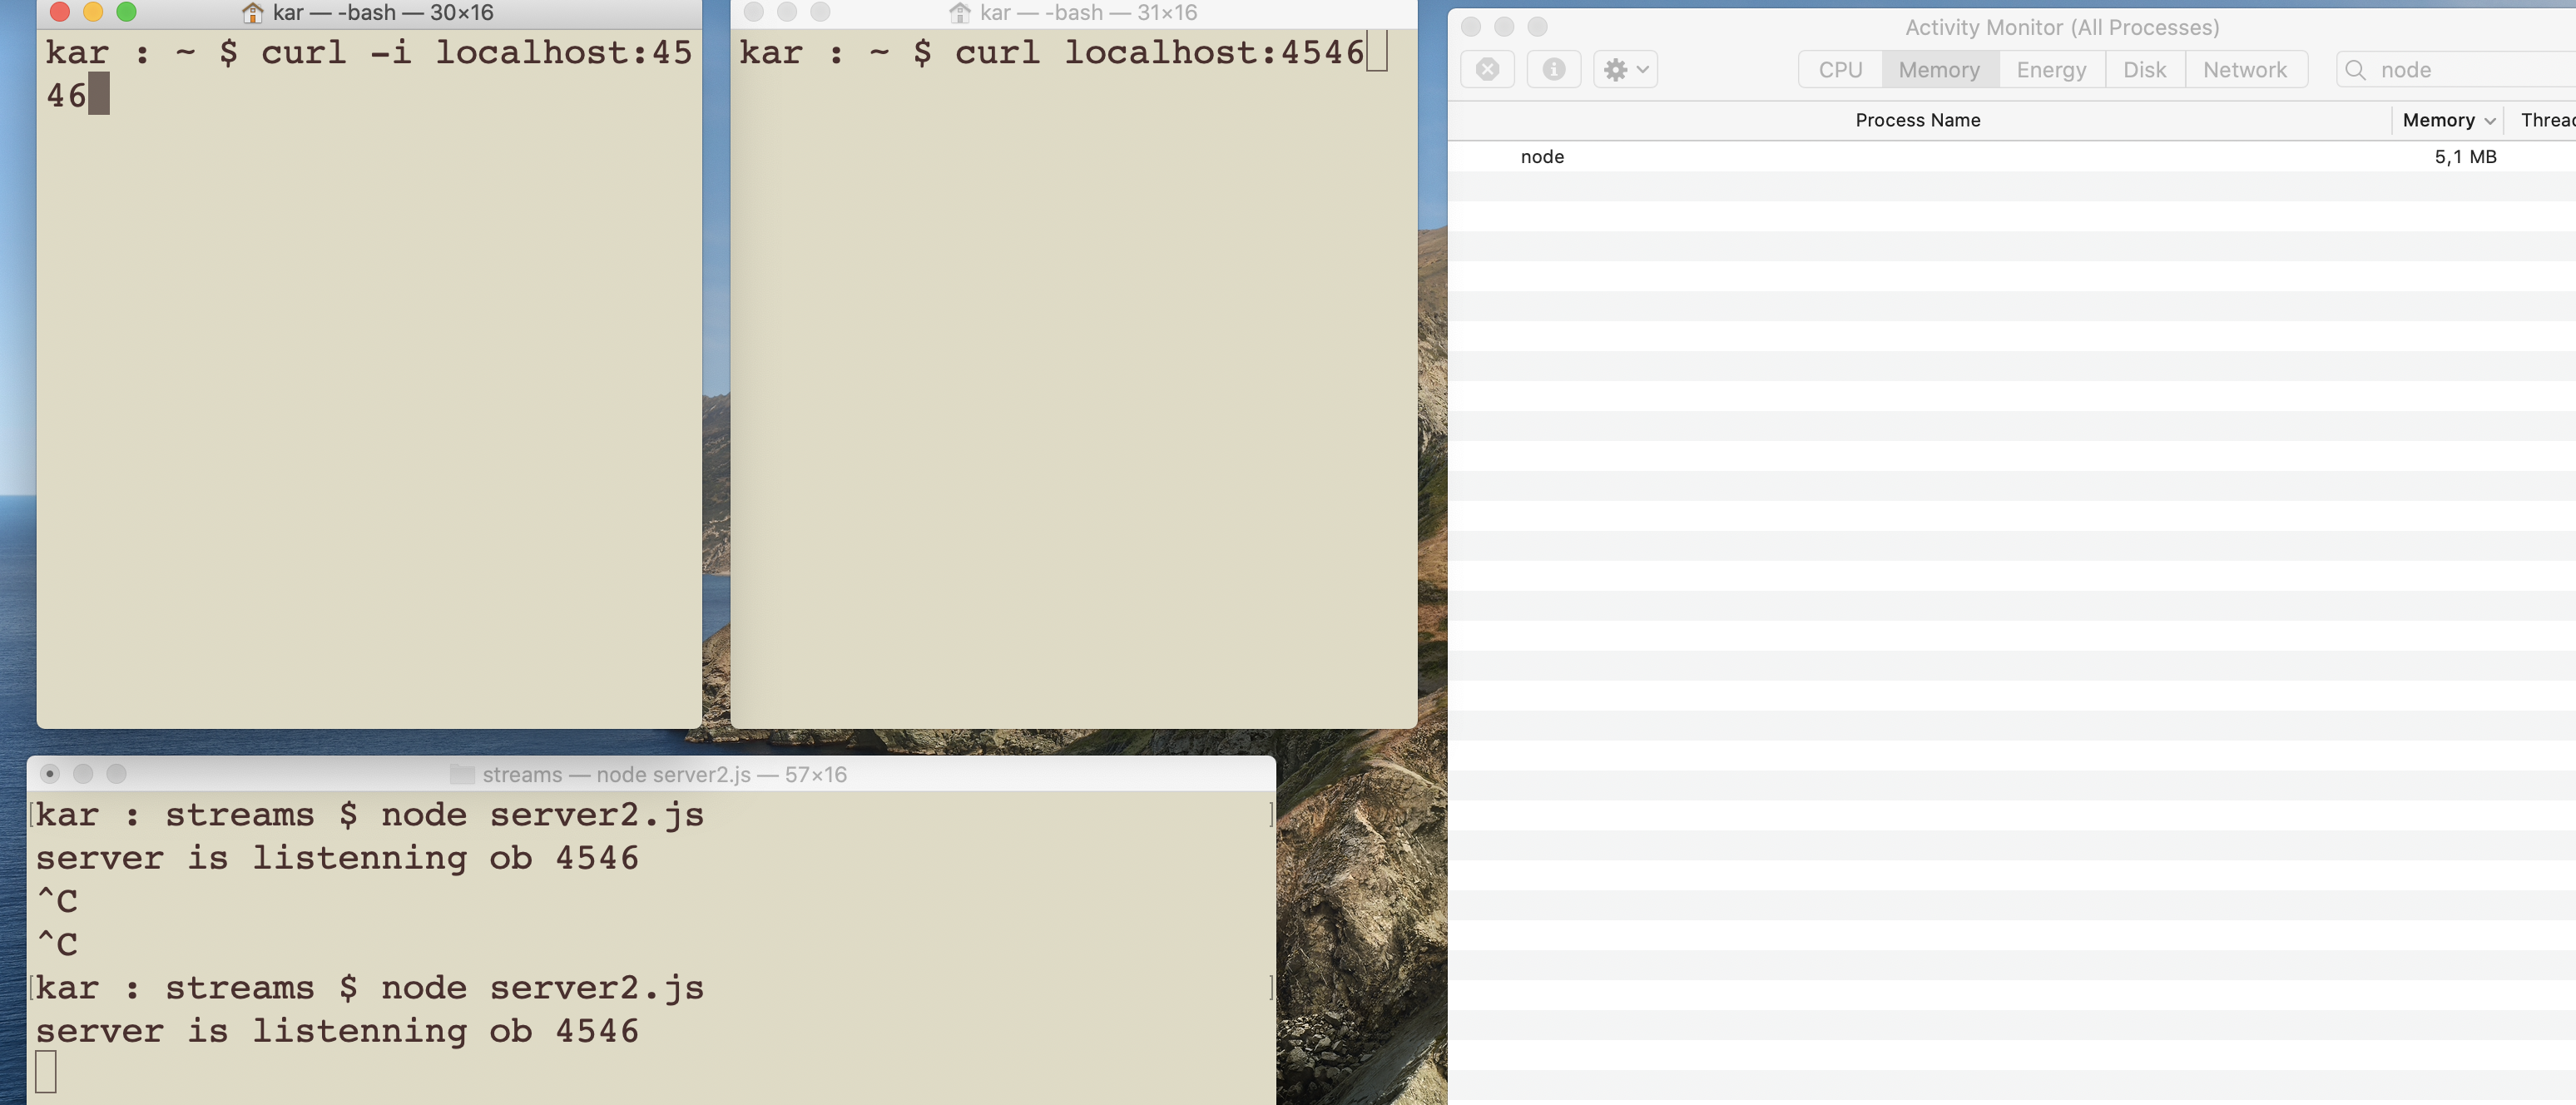 kar — -bash — 30×16
kar : ~ $ curl -i localhost:45
46
kar — -bash — 31×16
kar : ~ $ curl localhost:4546
Activity Monitor (All Processes)
CPU Memory Energy Disk Network node
Process Name Memory Threa
node 5,1 MB
streams — node server2.js — 57×16
[kar : streams $ node server2.js ]
server is listenning ob 4546
^C
^C
[kar : streams $ node server2.js ]
server is listenning ob 4546